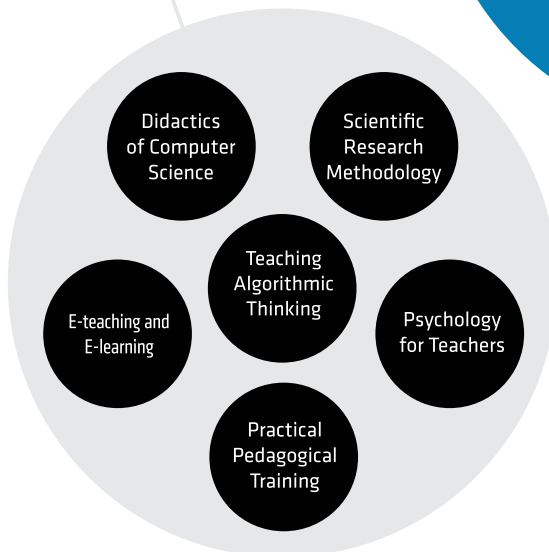 Didactics
of Computer
Science
Scientific
Research
Methodology
Teaching
Algorithmic
Thinking
E-teaching and
E-learning
Psychology
for Teachers
Practical
Pedagogical
Training